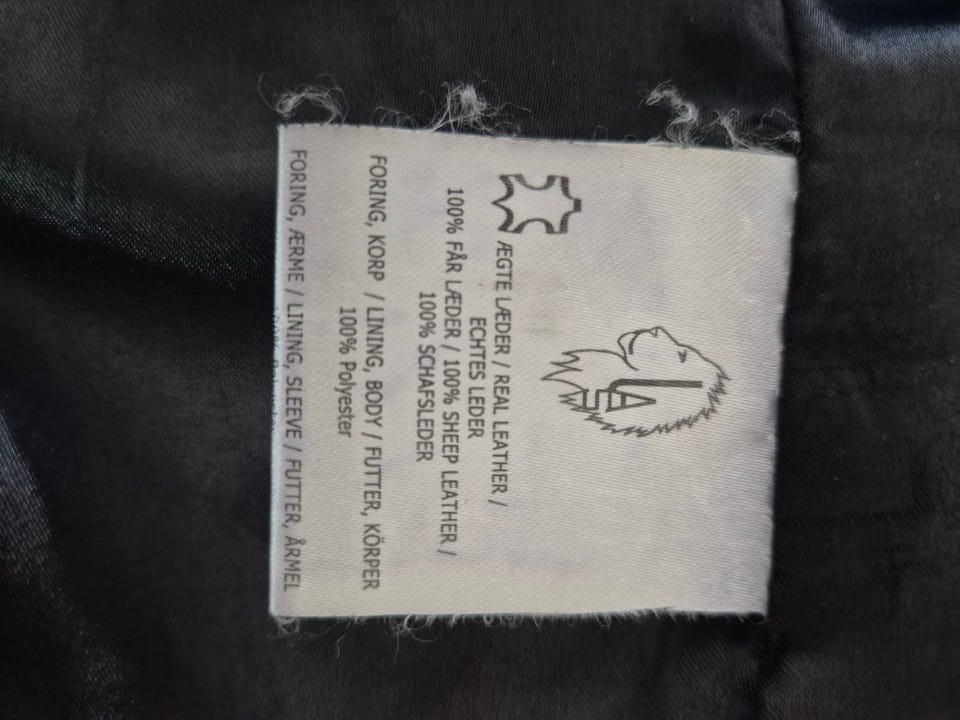 ÆGTE LÆDER / REAL LEATHER /
ECHTES LEDER
100% FÅR LÆDER / 100% SHEEP LEATHER /
100% SCHAFSLEDER
FORING, KORP / LINING, BODY / FUTTER, KÖRPER
100% Polyester
FORING, ÆRME / LINING, SLEEVE / FUTTER, ÅRMEL